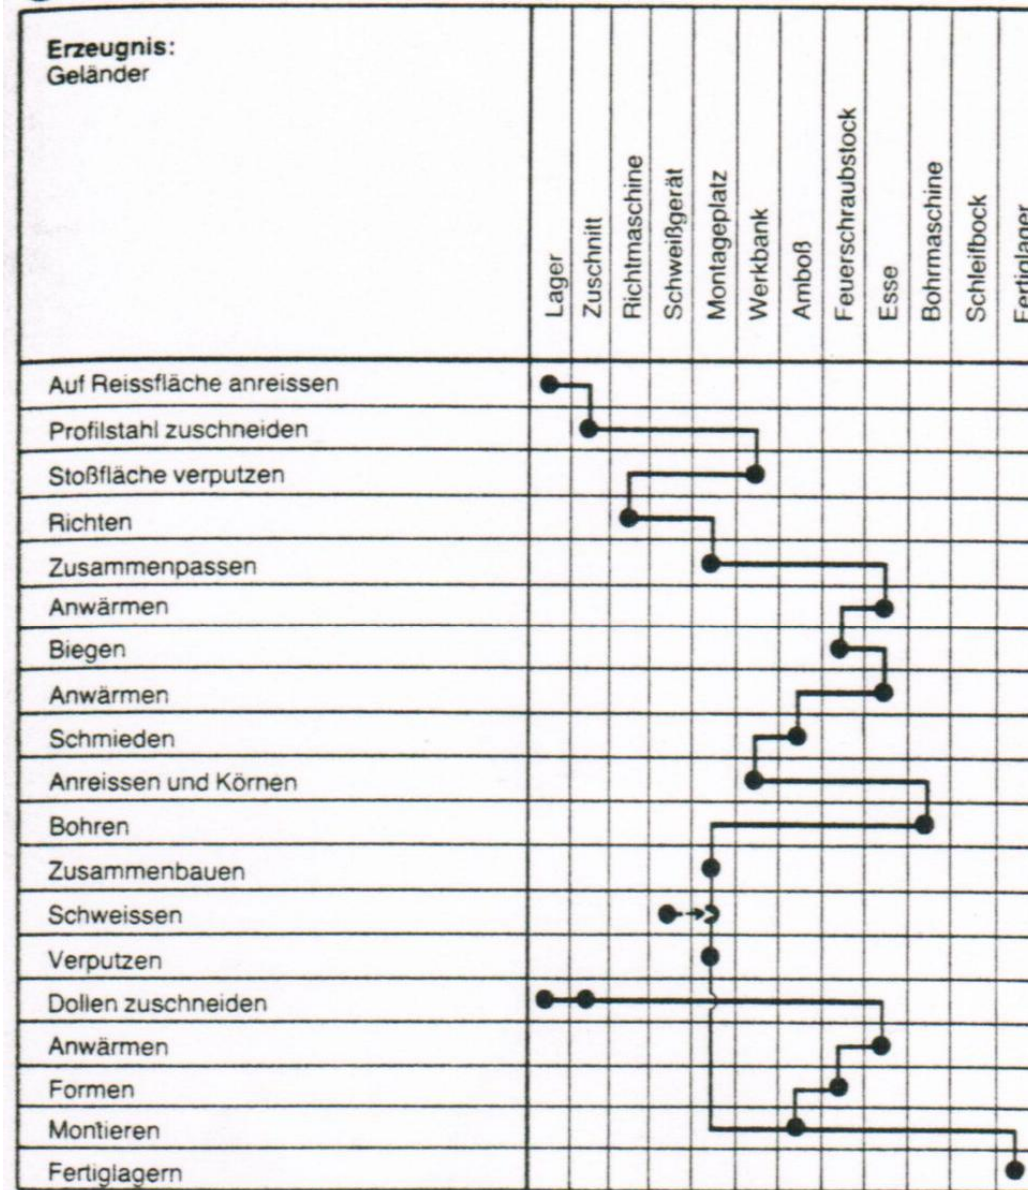 Erzeugnis:
Geländer
Lager
Zuschnitt
Richtmaschine
Schweißgerät
Montageplatz
Werkbank
Amboß
Feuerschraubstock
Esse
Bohrmaschine
Schleifbock
Fertiglager
Auf Reissfläche anreissen
Profilstahl zuschneiden
Stoßfläche verputzen
Richten
Zusammenpassen
Anwärmen
Biegen
Anwärmen
Schmieden
Anreissen und Körnen
Bohren
Zusammenbauen
Schweissen
Verputzen
Dollen zuschneiden
Anwärmen
Formen
Montieren
Fertiglagern